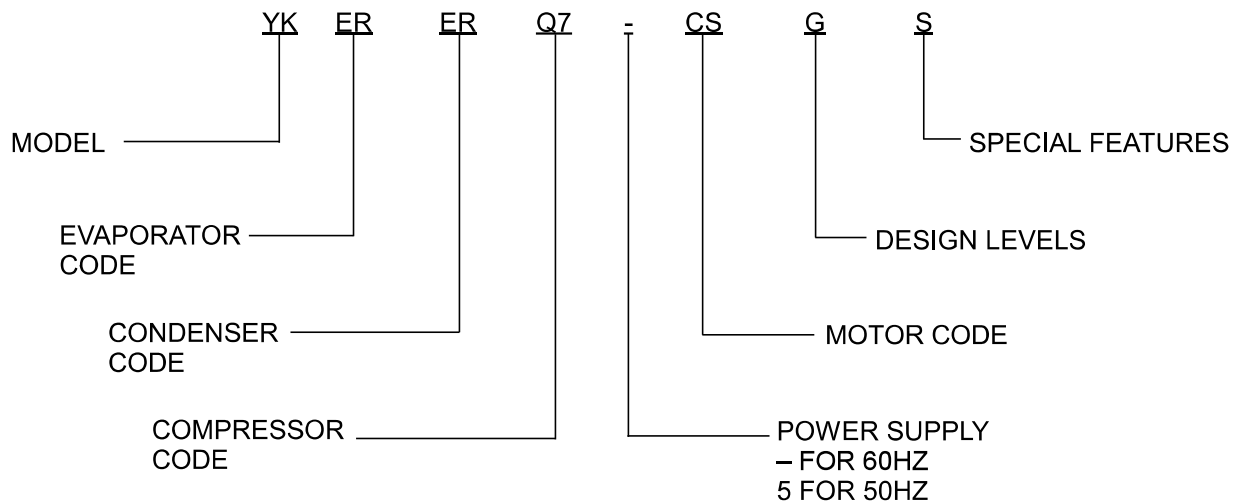 YK ER ER Q7 - CS G S
MODEL
SPECIAL FEATURES
EVAPORATOR
CODE
DESIGN LEVELS
CONDENSER
CODE
MOTOR CODE
COMPRESSOR
CODE
POWER SUPPLY
– FOR 60HZ
5 FOR 50HZ